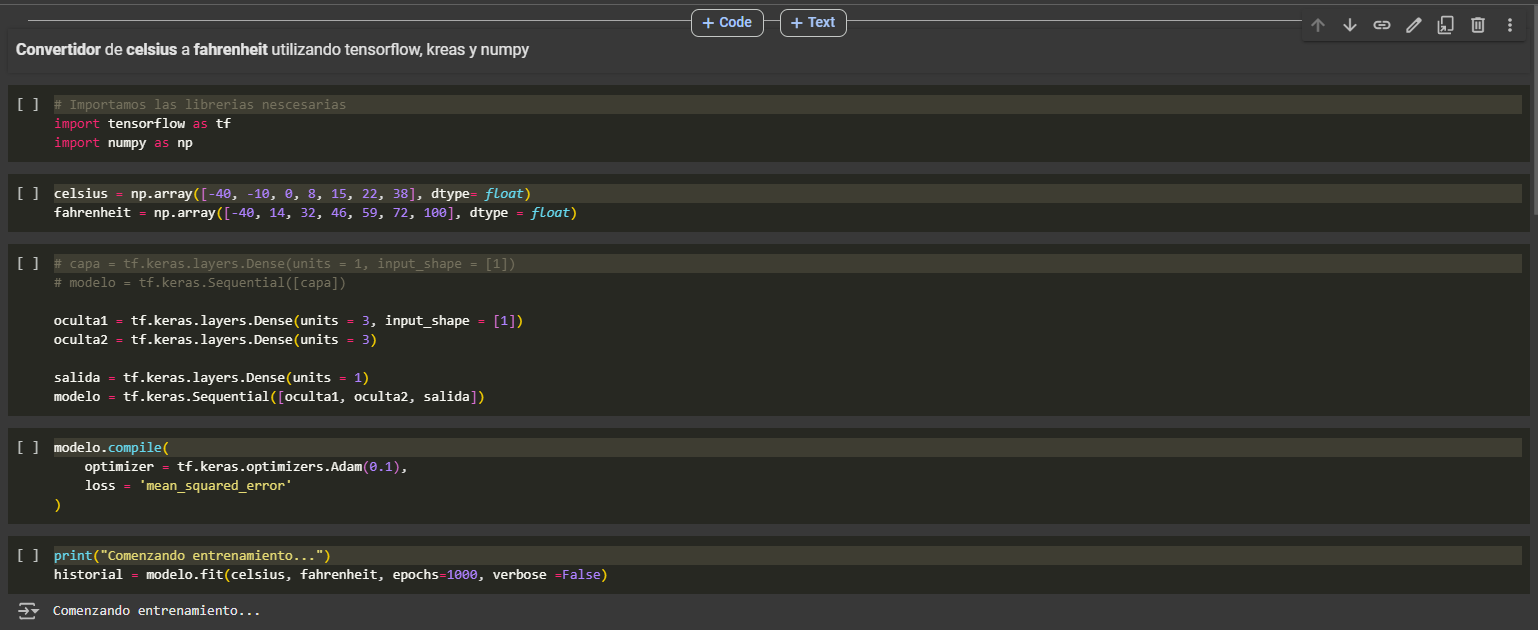 + Code + Text
Convertidor de celsius a fahrenheit utilizando tensorflow, kreas y numpy
[ ] # Importamos las librerias nescesarias
import tensorflow as tf
import numpy as np
[ ] celsius = np.array([-40, -10, 0, 8, 15, 22, 38], dtype= float)
fahrenheit = np.array([-40, 14, 32, 46, 59, 72, 100], dtype = float)
[ ] # capa = tf.keras.layers.Dense(units = 1, input_shape = [1])
# modelo = tf.keras.Sequential([capa])
oculta1 = tf.keras.layers.Dense(units = 3, input_shape = [1])
oculta2 = tf.keras.layers.Dense(units = 3)
salida = tf.keras.layers.Dense(units = 1)
modelo = tf.keras.Sequential([oculta1, oculta2, salida])
[ ] modelo.compile(
optimizer = tf.keras.optimizers.Adam(0.1),
loss = 'mean_squared_error'
)
[ ] print("Comenzando entrenamiento...")
historial = modelo.fit(celsius, fahrenheit, epochs=1000, verbose =False)
Comenzando entrenamiento...